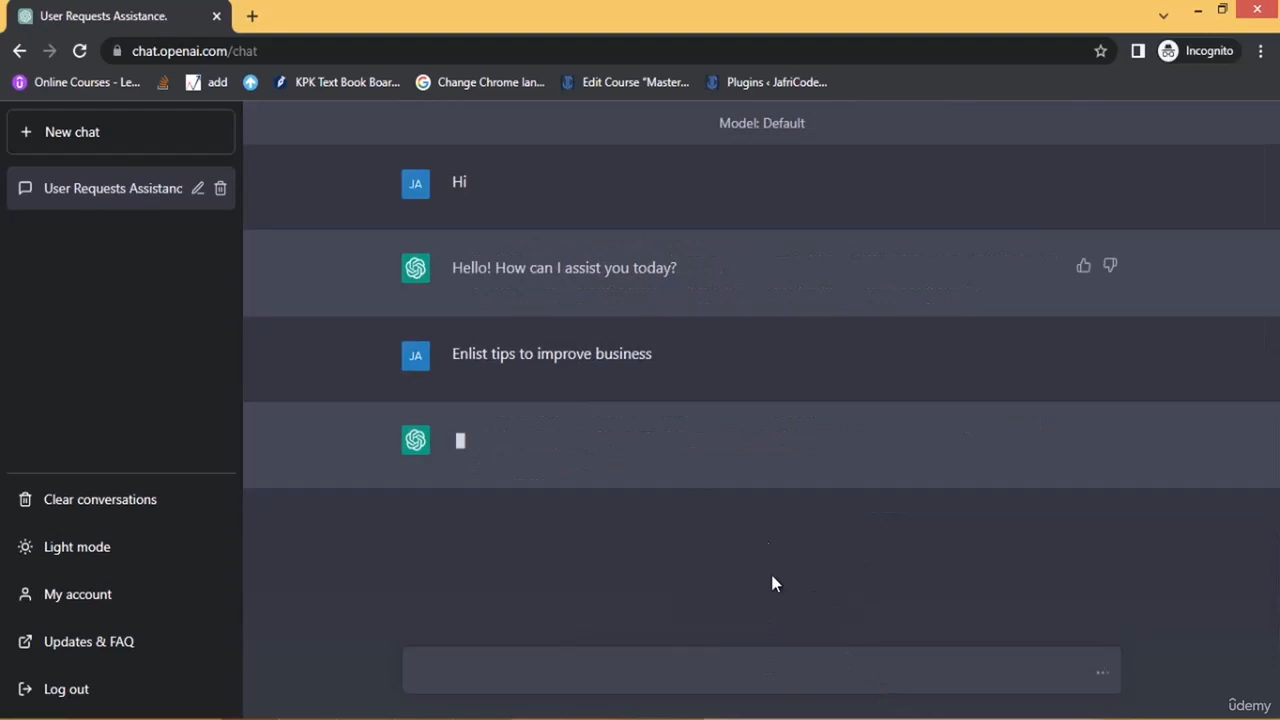 User Requests Assistance.
chat.openai.com/chat
Incognito
Online Courses - Le...
add
KPK Text Book Boar...
Change Chrome lan...
Edit Course "Master...
Plugins ‹ JafriCode...
New chat
Model: Default
User Requests Assistanc
JA
Hi
Hello! How can I assist you today?
JA
Enlist tips to improve business
Clear conversations
Light mode
My account
Updates & FAQ
Log out
ûdemy